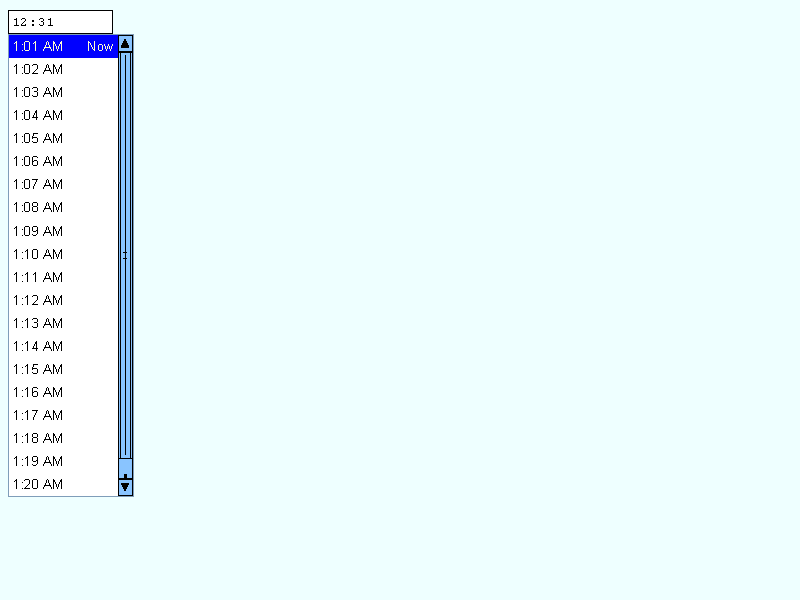 12:31
1:01 AM Now
1:02 AM
1:03 AM
1:04 AM
1:05 AM
1:06 AM
1:07 AM
1:08 AM
1:09 AM
1:10 AM
1:11 AM
1:12 AM
1:13 AM
1:14 AM
1:15 AM
1:16 AM
1:17 AM
1:18 AM
1:19 AM
1:20 AM